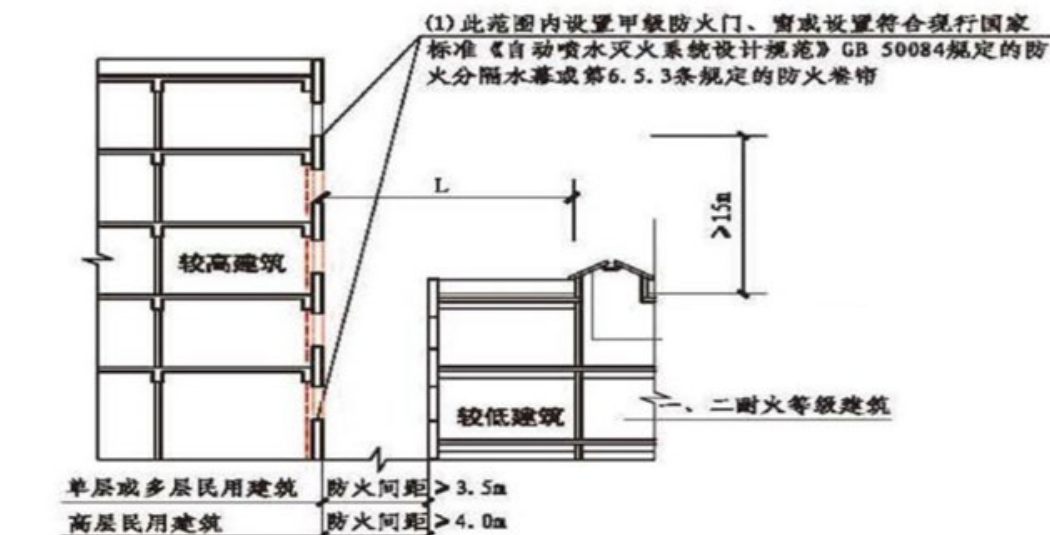 (1)此范围内设置甲级防火门、窗或设置符合现行国家
标准《自动喷水灭火系统设计规范》GB 50084规定的防
火分隔水幕或第6.5.3条规定的防火卷帘
L
≥15m
较高建筑
较低建筑
一、二耐火等级建筑
单层或多层民用建筑 防火间距≥3.5m
高层民用建筑 防火间距≥4.0m